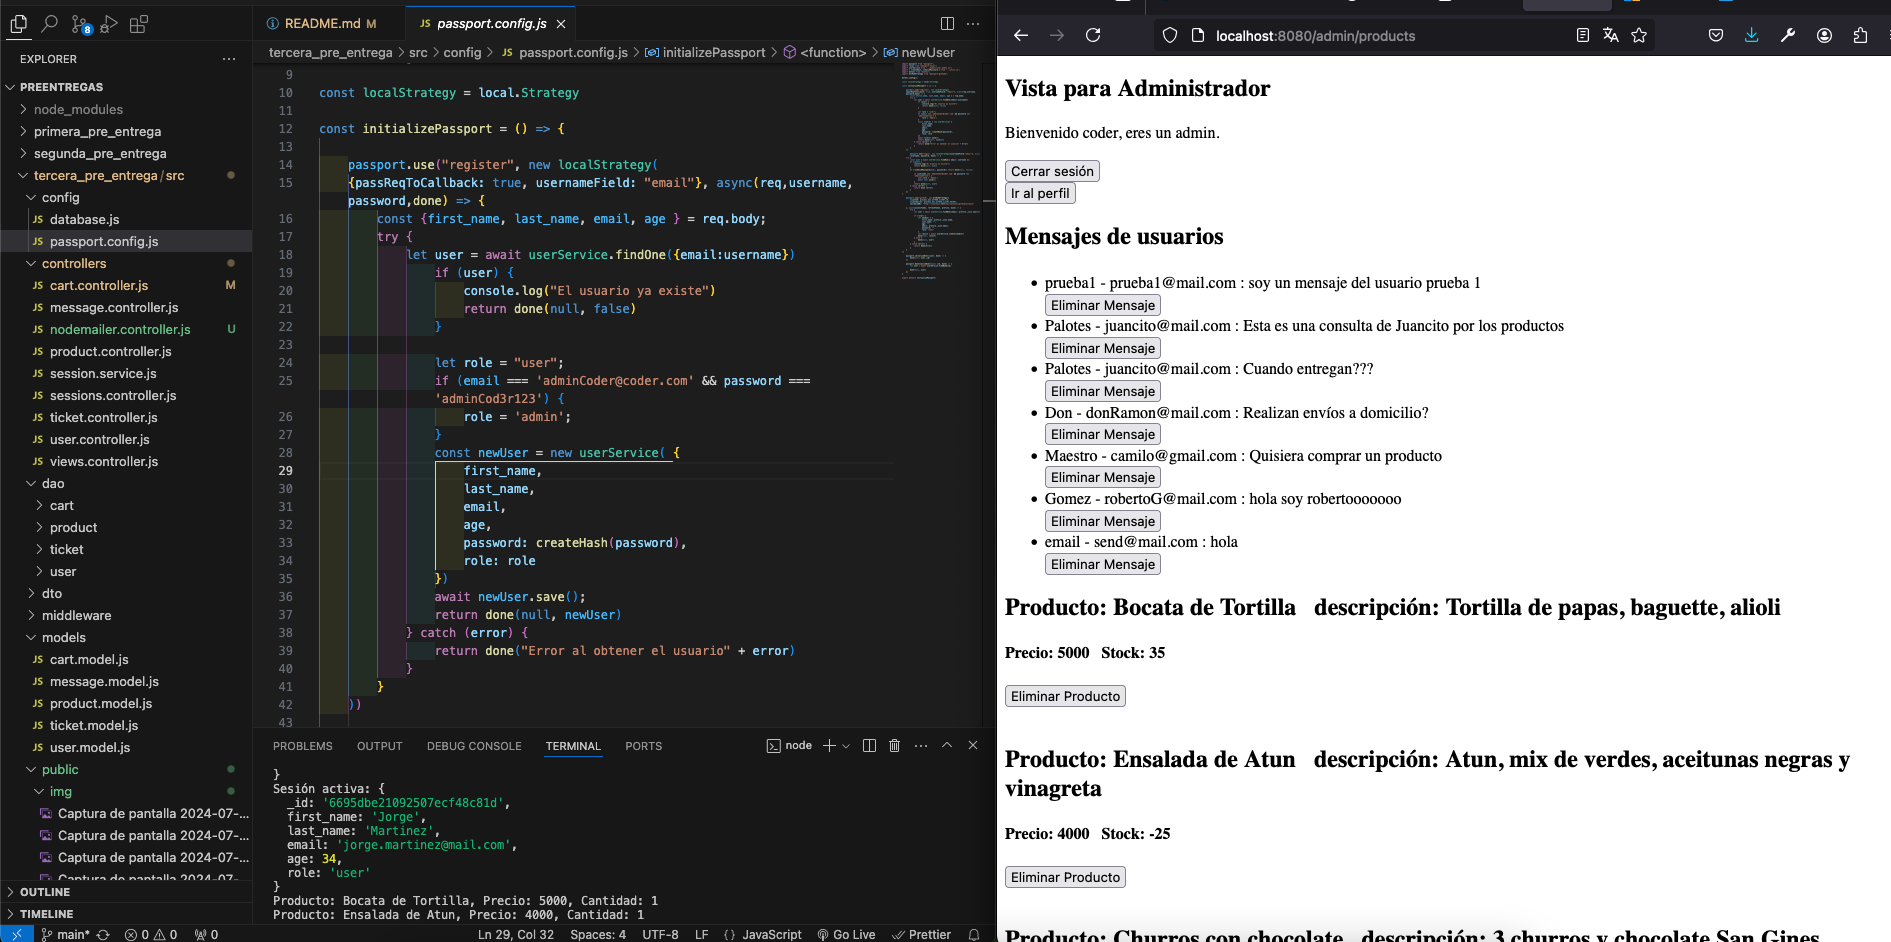 EXPLORER
PREENTREGAS
node_modules
primera_pre_entrega
segunda_pre_entrega
tercera_pre_entrega / src
config
JS database.js
JS passport.config.js
controllers
JS cart.controller.js M
JS message.controller.js
JS nodemailer.controller.js U
JS product.controller.js
JS session.service.js
JS sessions.controller.js
JS ticket.controller.js
JS user.controller.js
JS views.controller.js
dao
cart
product
ticket
user
dto
middleware
models
JS cart.model.js
JS message.model.js
JS product.model.js
JS ticket.model.js
JS user.model.js
public
img
Captura de pantalla 2024-07-...
Captura de pantalla 2024-07-...
Captura de pantalla 2024-07-...
Captura de pantalla 2024-07-...
OUTLINE
TIMELINE
8
README.md M
JS passport.config.js
tercera_pre_entrega > src > config > JS passport.config.js > initializePassport > <function> > newUser
9
10 const localStrategy = local.Strategy
11
12 const initializePassport = () => {
13
14 passport.use("register", new localStrategy(
15 {passReqToCallback: true, usernameField: "email"}, async(req,username,
password,done) => {
16 const {first_name, last_name, email, age } = req.body;
17 try {
18 let user = await userService.findOne({email:username})
19 if (user) {
20 console.log("El usuario ya existe")
21 return done(null, false)
22 }
23
24 let role = "user";
25 if (email === 'adminCoder@coder.com' && password ===
'adminCod3r123') {
26 role = 'admin';
27 }
28 const newUser = new userService( {
29 first_name,
30 last_name,
31 email,
32 age,
33 password: createHash(password),
34 role: role
35 })
36 await newUser.save();
37 return done(null, newUser)
38 } catch (error) {
39 return done("Error al obtener el usuario" + error)
40 }
41 }
42 ))
43
PROBLEMS OUTPUT DEBUG CONSOLE TERMINAL PORTS node
}
Sesión activa: {
_id: '6695dbe21092507ecf48c81d',
first_name: 'Jorge',
last_name: 'Martinez',
email: 'jorge.martinez@mail.com',
age: 34,
role: 'user'
}
Producto: Bocata de Tortilla, Precio: 5000, Cantidad: 1
Producto: Ensalada de Atun, Precio: 4000, Cantidad: 1
main* 0 0 0 Ln 29, Col 32 Spaces: 4 UTF-8 LF {} JavaScript Go Live Prettier
localhost:8080/admin/products
Vista para Administrador
Bienvenido coder, eres un admin.
Cerrar sesión
Ir al perfil
Mensajes de usuarios
prueba1 - prueba1@mail.com : soy un mensaje del usuario prueba 1
Eliminar Mensaje
Palotes - juancito@mail.com : Esta es una consulta de Juancito por los productos
Eliminar Mensaje
Palotes - juancito@mail.com : Cuando entregan???
Eliminar Mensaje
Don - donRamon@mail.com : Realizan envíos a domicilio?
Eliminar Mensaje
Maestro - camilo@gmail.com : Quisiera comprar un producto
Eliminar Mensaje
Gomez - robertoG@mail.com : hola soy robertooooooo
Eliminar Mensaje
email - send@mail.com : hola
Eliminar Mensaje
Producto: Bocata de Tortilla descripción: Tortilla de papas, baguette, alioli
Precio: 5000 Stock: 35
Eliminar Producto
Producto: Ensalada de Atun descripción: Atun, mix de verdes, aceitunas negras y
vinagreta
Precio: 4000 Stock: -25
Eliminar Producto
Producto: Churros con chocolate descripción: 3 churros y chocolate San Gines